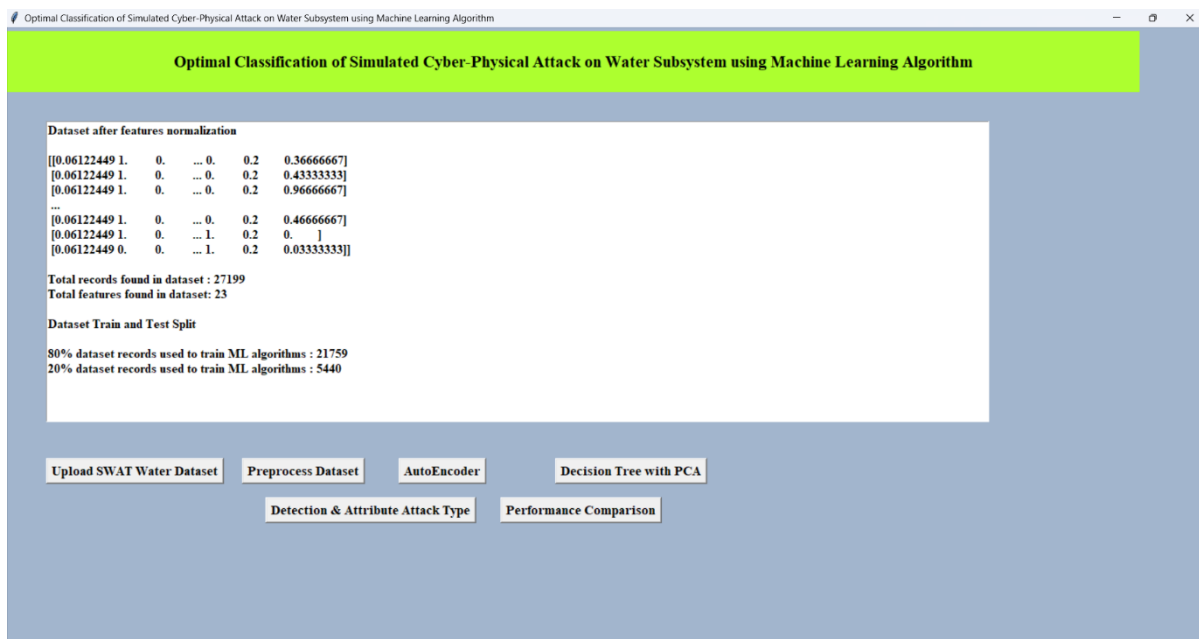 Optimal Classification of Simulated Cyber-Physical Attack on Water Subsystem using Machine Learning Algorithm
Optimal Classification of Simulated Cyber-Physical Attack on Water Subsystem using Machine Learning Algorithm
Dataset after features normalization
[[0.06122449 1. 0. ... 0. 0.2 0.36666667]
[0.06122449 1. 0. ... 0. 0.2 0.43333333]
[0.06122449 1. 0. ... 0. 0.2 0.96666667]
...
[0.06122449 1. 0. ... 0. 0.2 0.46666667]
[0.06122449 1. 0. ... 1. 0.2 0. ]
[0.06122449 0. 0. ... 1. 0.2 0.03333333]]
Total records found in dataset : 27199
Total features found in dataset: 23
Dataset Train and Test Split
80% dataset records used to train ML algorithms : 21759
20% dataset records used to train ML algorithms : 5440
Upload SWAT Water Dataset Preprocess Dataset AutoEncoder Decision Tree with PCA
Detection & Attribute Attack Type Performance Comparison